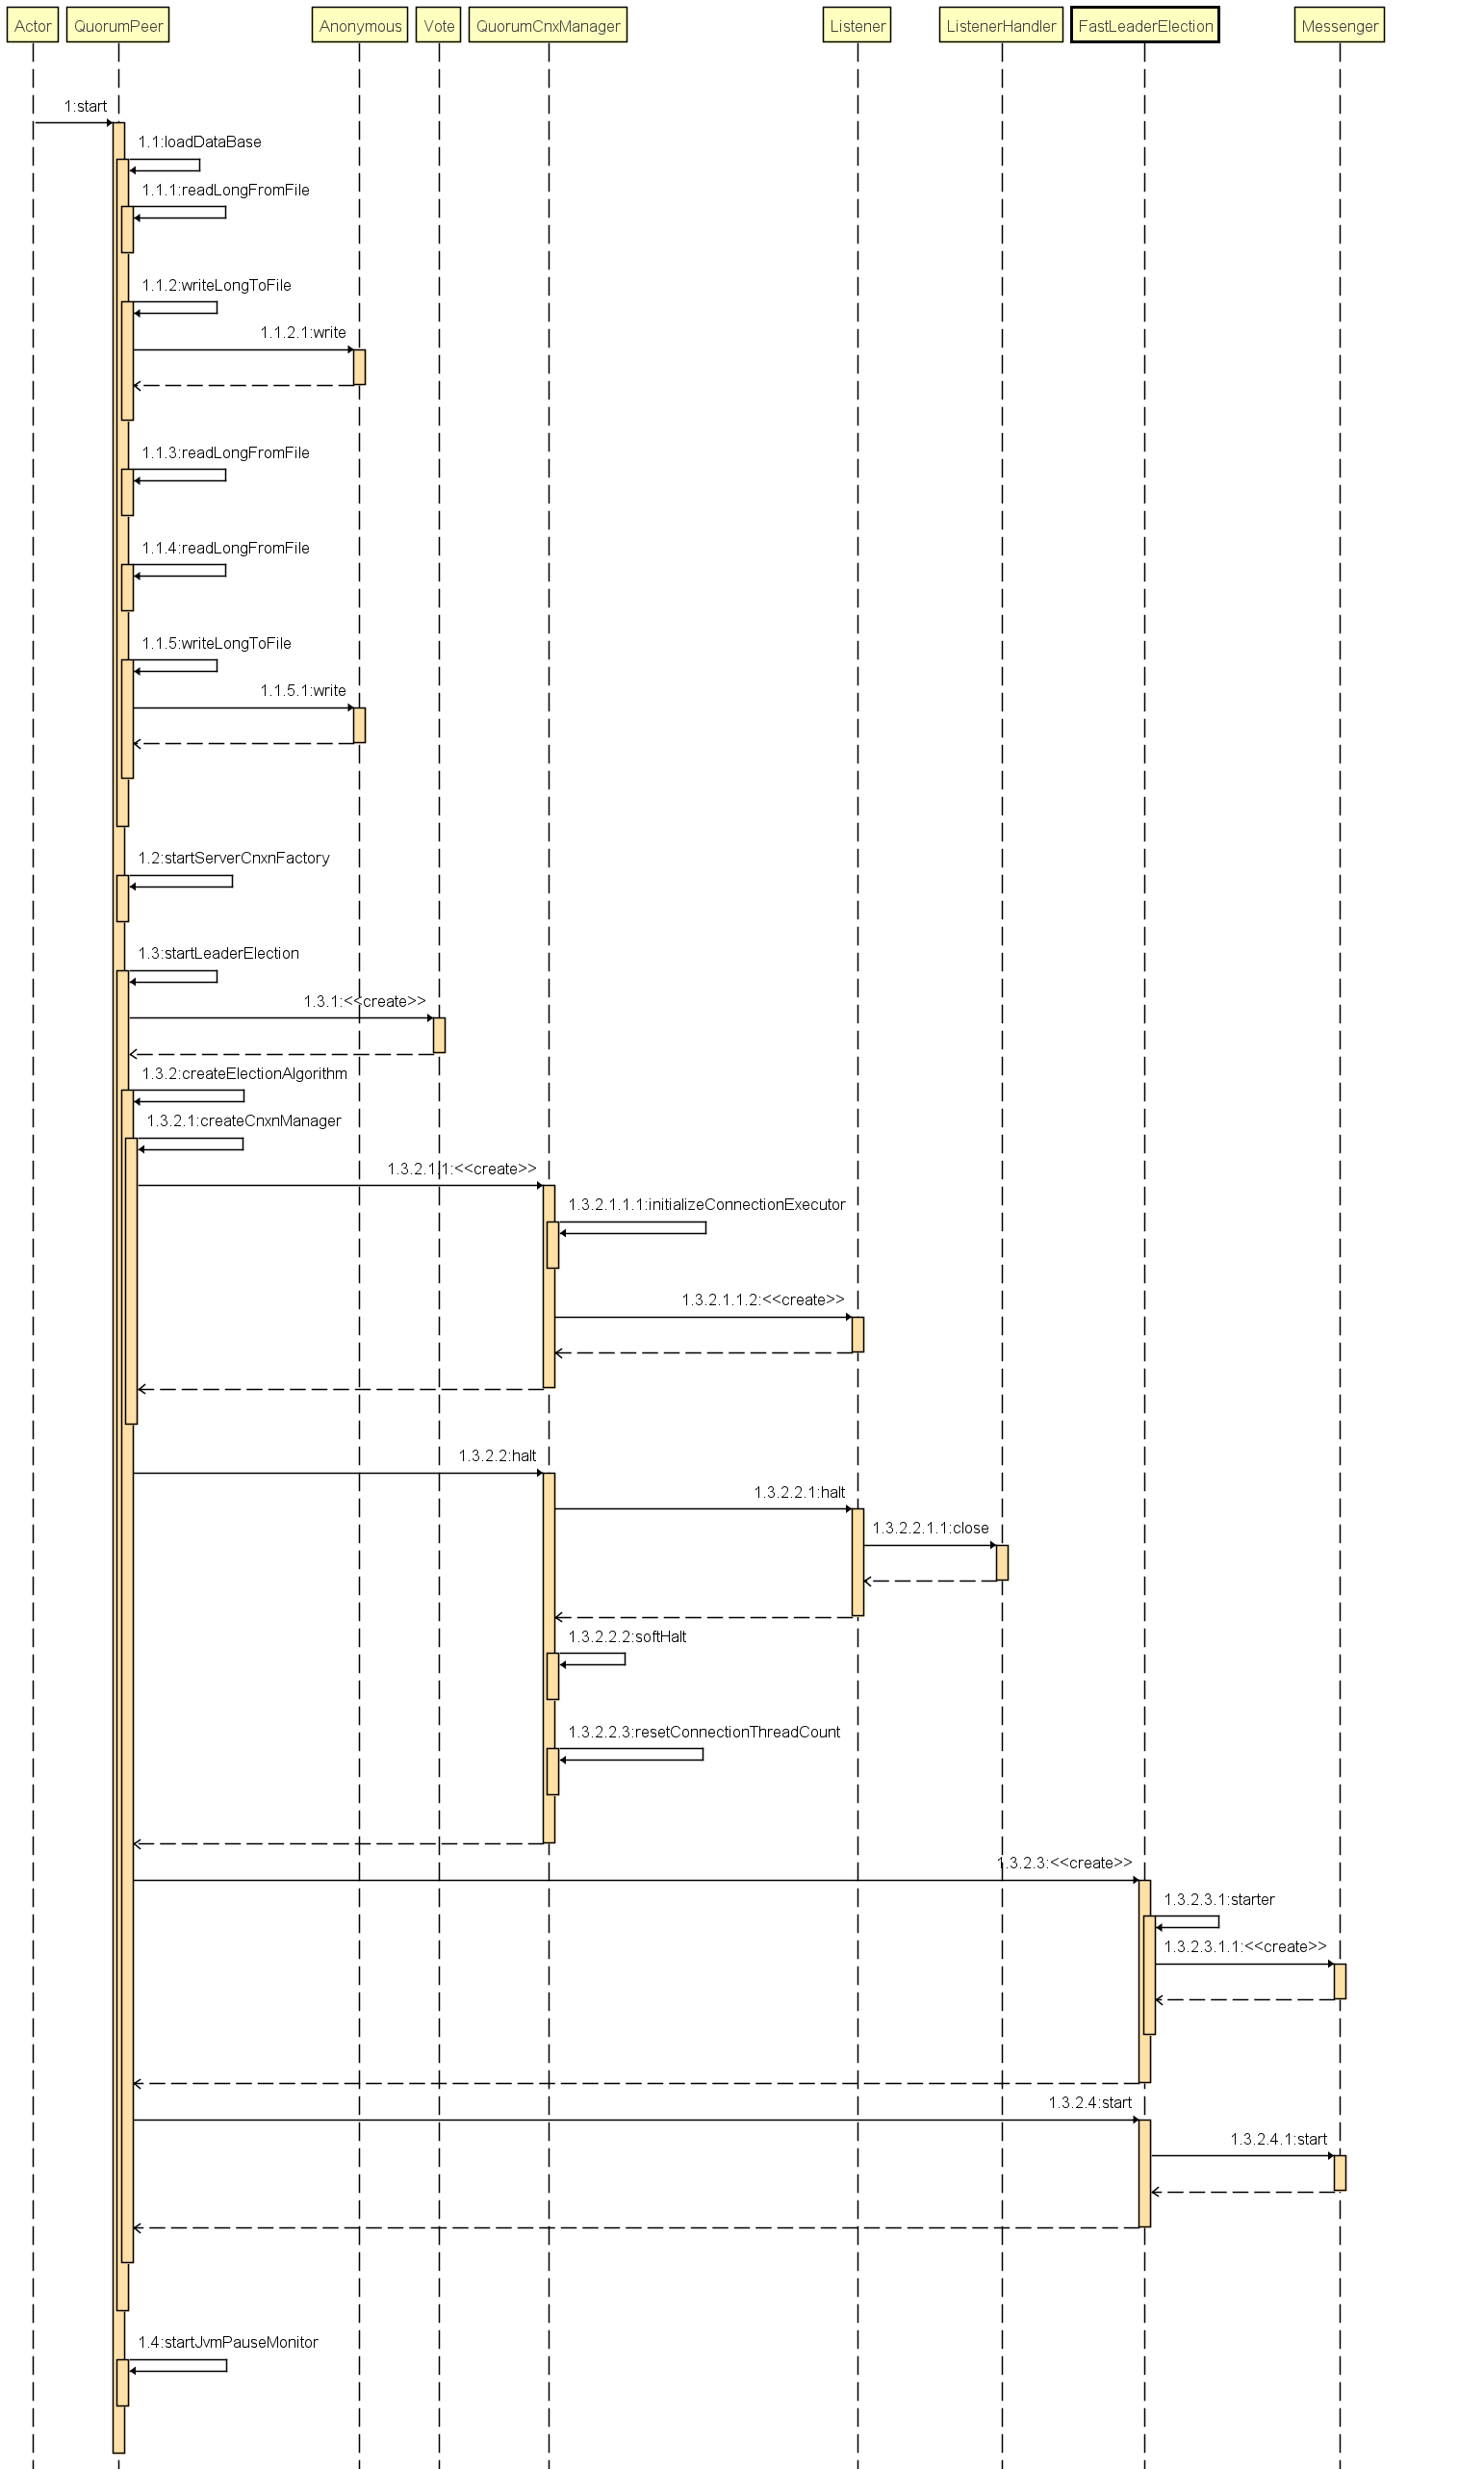 Actor QuorumPeer Anonymous Vote QuorumCnxManager Listener ListenerHandler FastLeaderElection Messenger
1:start
1.1:loadDataBase
1.1.1:readLongFromFile
1.1.2:writeLongToFile
1.1.2.1:write
1.1.3:readLongFromFile
1.1.4:readLongFromFile
1.1.5:writeLongToFile
1.1.5.1:write
1.2:startServerCnxnFactory
1.3:startLeaderElection
1.3.1:<<create>>
1.3.2:createElectionAlgorithm
1.3.2.1:createCnxnManager
1.3.2.1.1:<<create>>
1.3.2.1.1.1:initializeConnectionExecutor
1.3.2.1.1.2:<<create>>
1.3.2.2:halt
1.3.2.2.1:halt
1.3.2.2.1.1:close
1.3.2.2.2:softHalt
1.3.2.2.3:resetConnectionThreadCount
1.3.2.3:<<create>>
1.3.2.3.1:starter
1.3.2.3.1.1:<<create>>
1.3.2.4:start
1.3.2.4.1:start
1.4:startJvmPauseMonitor